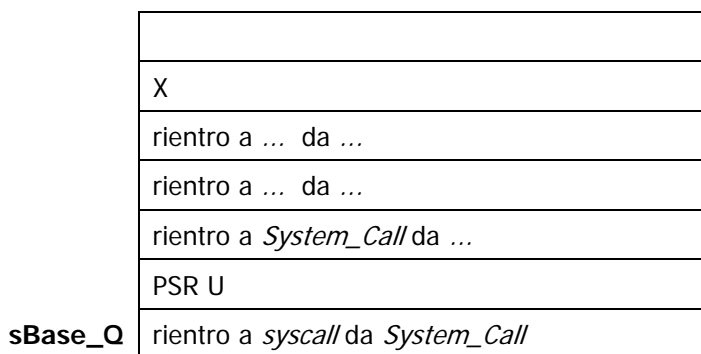 X
rientro a ... da ...
rientro a ... da ...
rientro a System_Call da ...
PSR U
sBase_Q rientro a syscall da System_Call